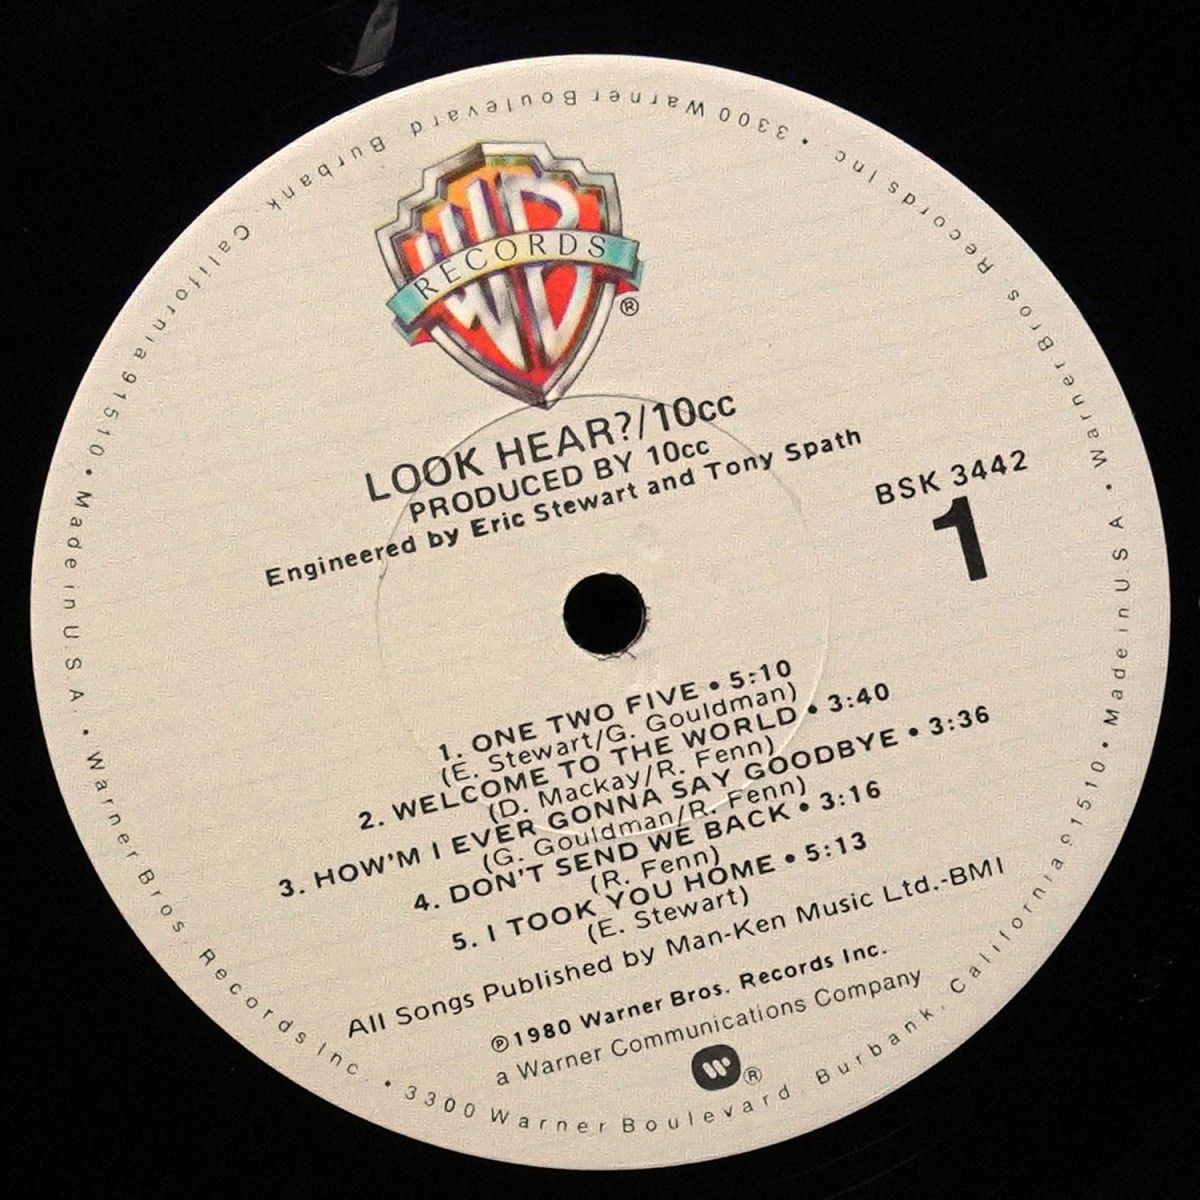 WB
RECORDS
®
LOOK HEAR?/10cc
PRODUCED BY 10cc
Engineered by Eric Stewart and Tony Spath
BSK 3442
1
1. ONE TWO FIVE • 5:10
(E. Stewart/G. Gouldman)
2. WELCOME TO THE WORLD • 3:40
(D. Mackay/R. Fenn)
3. HOW'M I EVER GONNA SAY GOODBYE • 3:36
(G. Gouldman/R. Fenn)
4. DON'T SEND WE BACK • 3:16
(R. Fenn)
5. I TOOK YOU HOME • 5:13
(E. Stewart)
All Songs Published by Man-Ken Music Ltd.-BMI
℗1980 Warner Bros. Records Inc.
a Warner Communications Company
W ®
Made in U.S.A. • Warner Bros. Records Inc. • 3300 Warner Boulevard, Burbank, California 91510 • Made in U.S.A. • Warner Bros. Records Inc. • 3300 Warner Boulevard, Burbank, California 91510 •